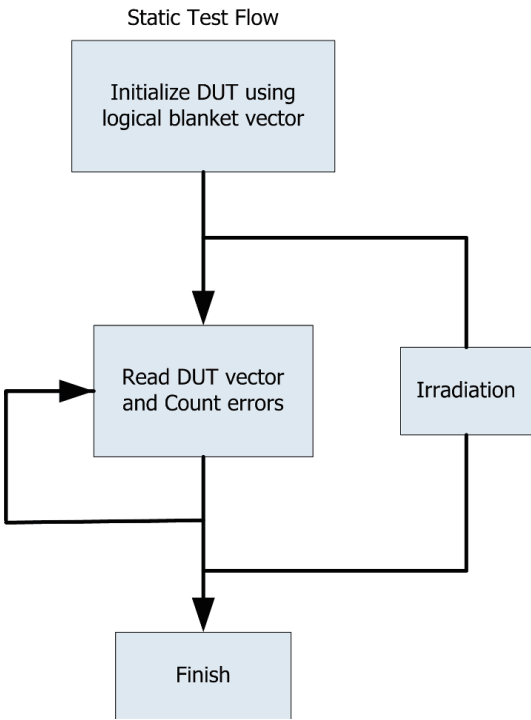 Static Test Flow
Initialize DUT using
logical blanket vector
Read DUT vector
and Count errors
Irradiation
Finish